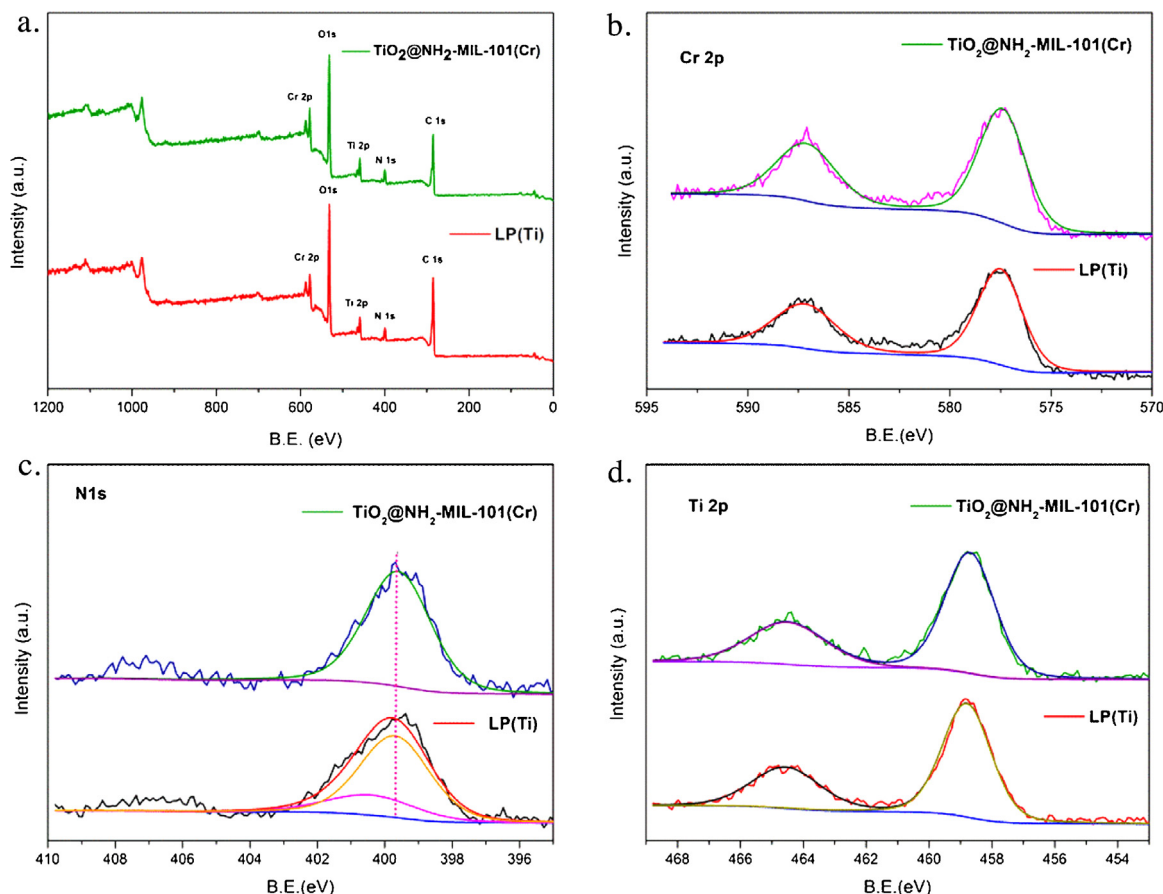 a.
O1s
TiO2@NH2-MIL-101(Cr)
Cr 2p
C 1s
Ti 2p
N 1s
O1s
LP(Ti)
Cr 2p
C 1s
Ti 2p
N 1s
Intensity (a.u.)
1200 1000 800 600 400 200 0
B.E. (eV)
b.
Cr 2p
TiO2@NH2-MIL-101(Cr)
LP(Ti)
Intensity (a.u.)
595 590 585 580 575 570
B.E.(eV)
c.
N1s
TiO2@NH2-MIL-101(Cr)
LP(Ti)
Intensity (a.u.)
410 408 406 404 402 400 398 396
B.E.(eV)
d.
Ti 2p
TiO2@NH2-MIL-101(Cr)
LP(Ti)
Intensity (a.u.)
468 466 464 462 460 458 456 454
B.E.(eV)